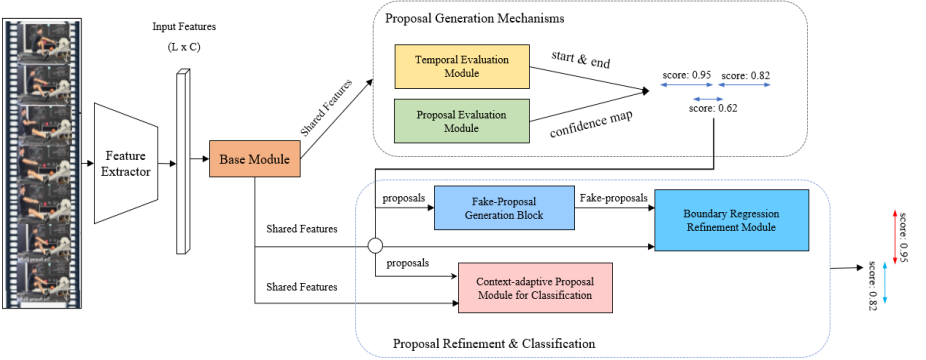 Input Features
(L x C)
Feature
Extractor
Base Module
Shared Features
Proposal Generation Mechanisms
Temporal Evaluation
Module
Proposal Evaluation
Module
start & end
confidence map
score: 0.95
score: 0.82
score: 0.62
proposals
Fake-Proposal
Generation Block
Fake-proposals
Boundary Regression
Refinement Module
Shared Features
proposals
Context-adaptive Proposal
Module for Classification
Shared Features
Proposal Refinement & Classification
score: 0.95
score: 0.82